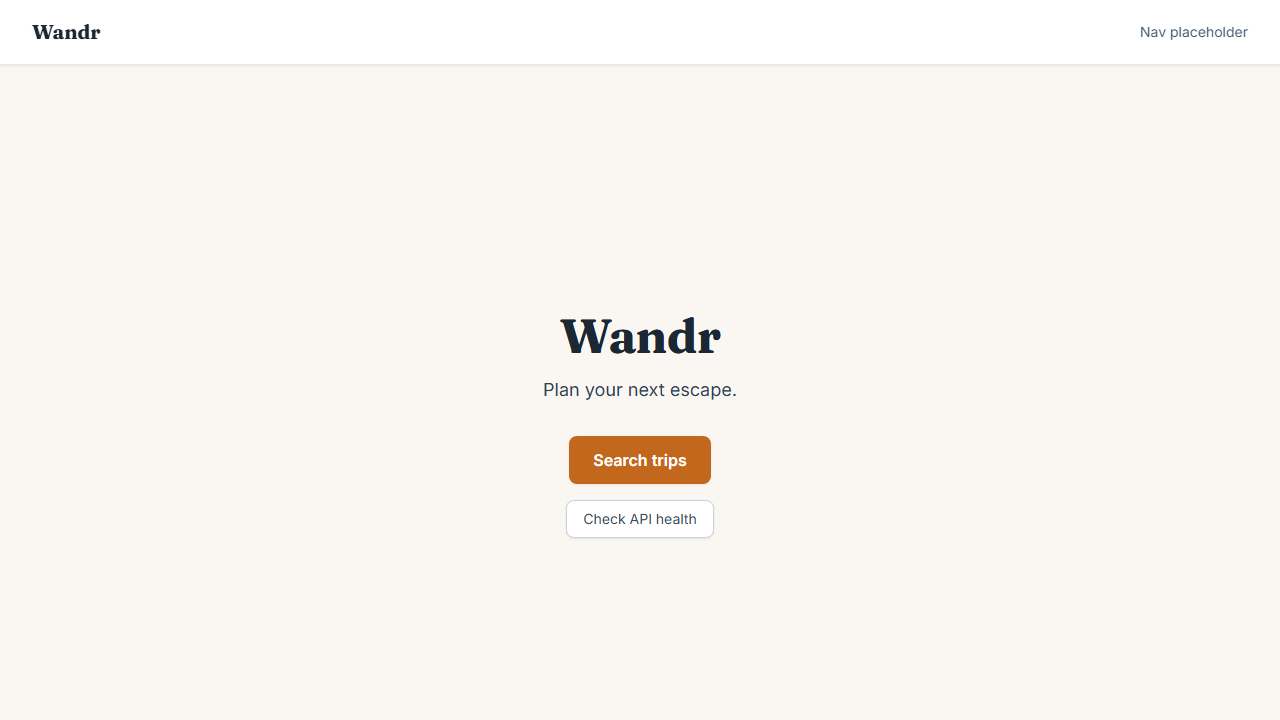 Wandr
Nav placeholder
Wandr
Plan your next escape.
Search trips
Check API health